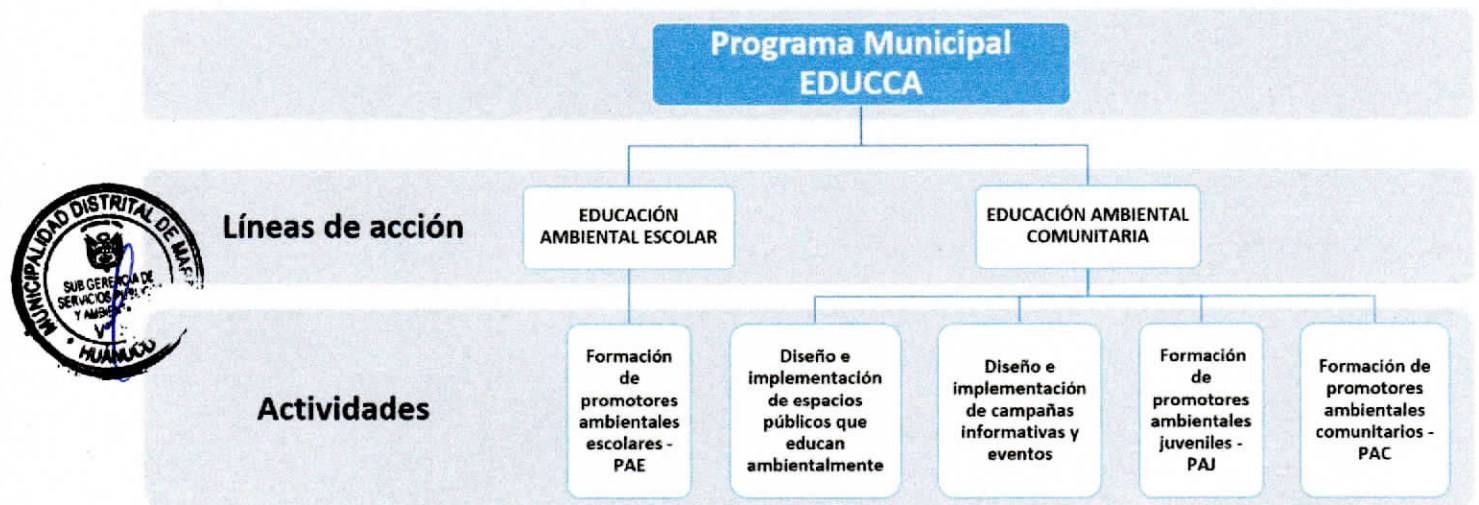 Programa Municipal
EDUCCA
Líneas de acción
EDUCACIÓN
AMBIENTAL ESCOLAR
EDUCACIÓN AMBIENTAL
COMUNITARIA
MUNICIPALIDAD DISTRITAL DE
SUB GERENCIA DE
SERVICIOS
Y
HUÁNUCO
Actividades
Formación
de
promotores
ambientales
escolares -
PAE
Diseño e
implementación
de espacios
públicos que
educan
ambientalmente
Diseño e
implementación
de campañas
informativas y
eventos
Formación
de
promotores
ambientales
juveniles -
PAJ
Formación de
promotores
ambientales
comunitarios -
PAC